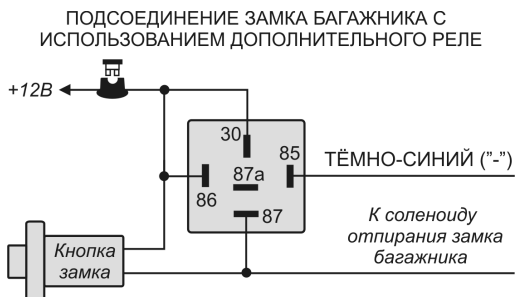 ПОДСОЕДИНЕНИЕ ЗАМКА БАГАЖНИКА С
ИСПОЛЬЗОВАНИЕМ ДОПОЛНИТЕЛЬНОГО РЕЛЕ
+12В
30
85
ТЁМНО-СИНИЙ ("-")
87а
86
87
К соленоиду
отпирания замка
багажника
Кнопка
замка